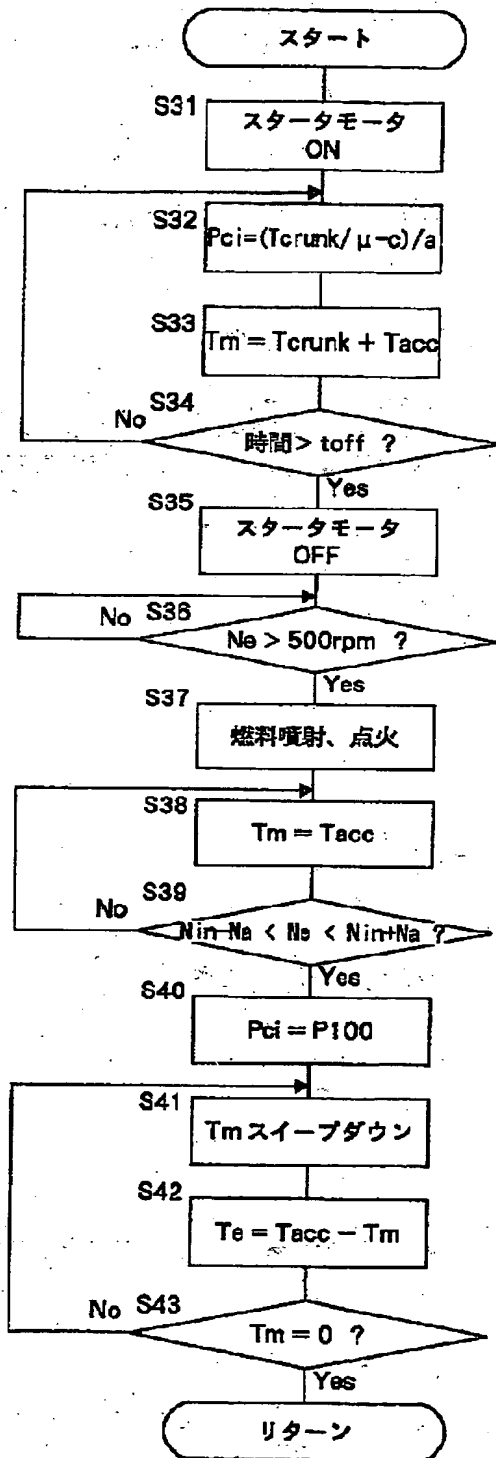 スタート
S31
スタータモータ
ON
S32
Pci=(Tcrunk/μ-c)/a
S33
Tm = Tcrunk + Tacc
No S34
時間> toff ?
Yes
S35
スタータモータ
OFF
No S36
Ne > 500rpm ?
Yes
S37
燃料噴射、点火
S38
Tm = Tacc
S39
No
Nin-Na < Ne < Nin+Na ?
Yes
S40
Pci = P100
S41
Tmスイープダウン
S42
Te = Tacc − Tm
No S43
Tm = 0 ?
Yes
リターン